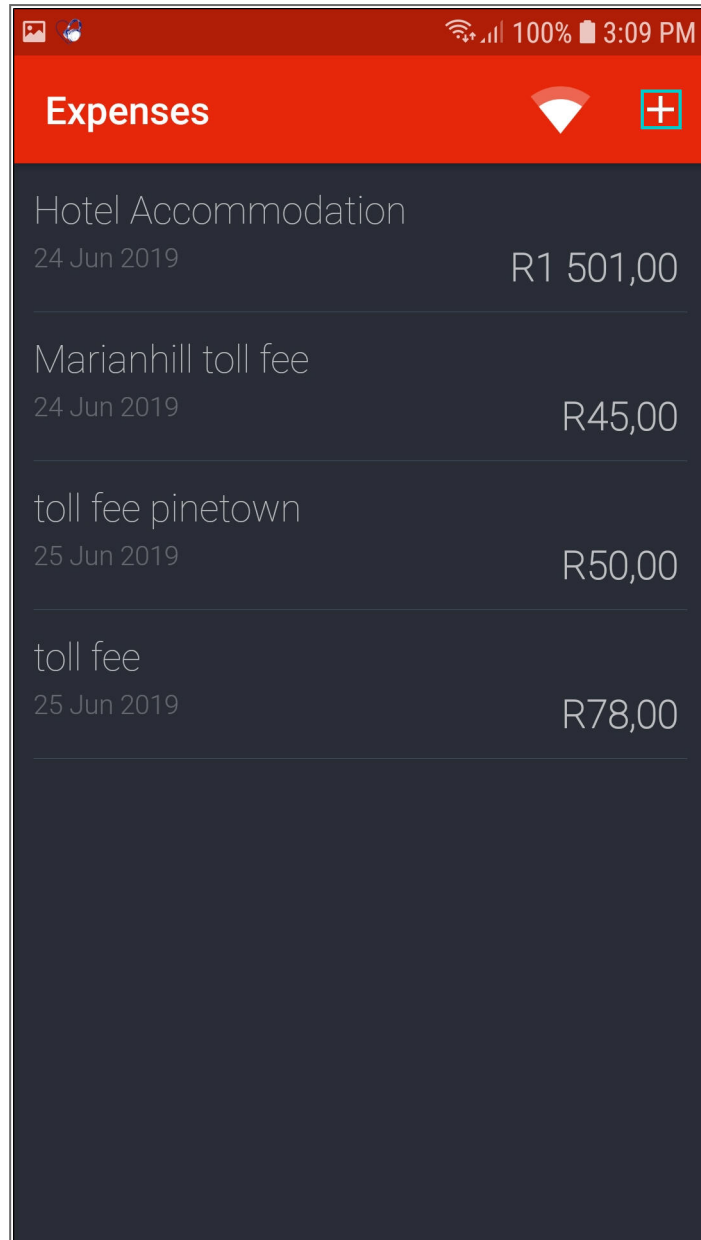 100% 3:09 PM
Expenses
Hotel Accommodation
24 Jun 2019
R1 501,00
Marianhill toll fee
24 Jun 2019
R45,00
toll fee pinetown
25 Jun 2019
R50,00
toll fee
25 Jun 2019
R78,00